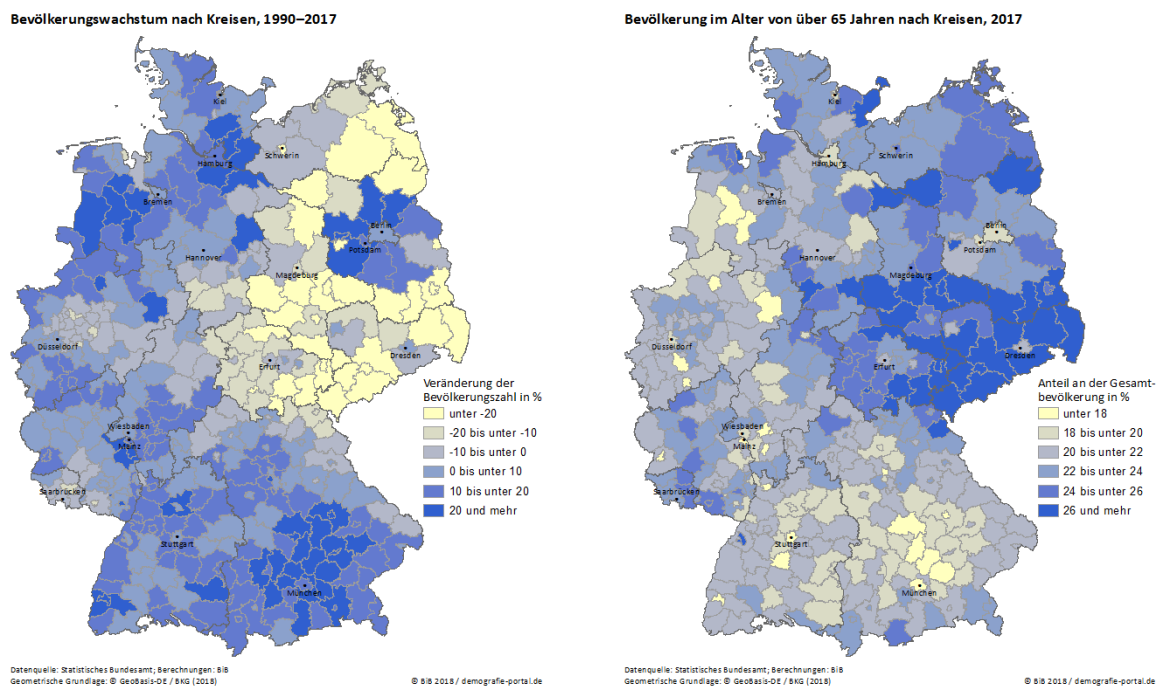 Bevölkerungswachstum nach Kreisen, 1990–2017
Kiel
Schwerin
Hamburg
Bremen
Berlin
Hannover
Potsdam
Magdeburg
Düsseldorf
Dresden
Erfurt
Wiesbaden
Mainz
Saarbrücken
Stuttgart
München
Veränderung der
Bevölkerungszahl in %
unter -20
-20 bis unter -10
-10 bis unter 0
0 bis unter 10
10 bis unter 20
20 und mehr
Datenquelle: Statistisches Bundesamt; Berechnungen: BiB
Geometrische Grundlage: © GeoBasis-DE / BKG (2018)
© BiB 2018 / demografie-portal.de
Bevölkerung im Alter von über 65 Jahren nach Kreisen, 2017
Kiel
Schwerin
Hamburg
Bremen
Berlin
Hannover
Potsdam
Magdeburg
Düsseldorf
Dresden
Erfurt
Wiesbaden
Mainz
Saarbrücken
Stuttgart
München
Anteil an der Gesamt-
bevölkerung in %
unter 18
18 bis unter 20
20 bis unter 22
22 bis unter 24
24 bis unter 26
26 und mehr
Datenquelle: Statistisches Bundesamt; Berechnungen: BiB
Geometrische Grundlage: © GeoBasis-DE / BKG (2018)
© BiB 2018 / demografie-portal.de